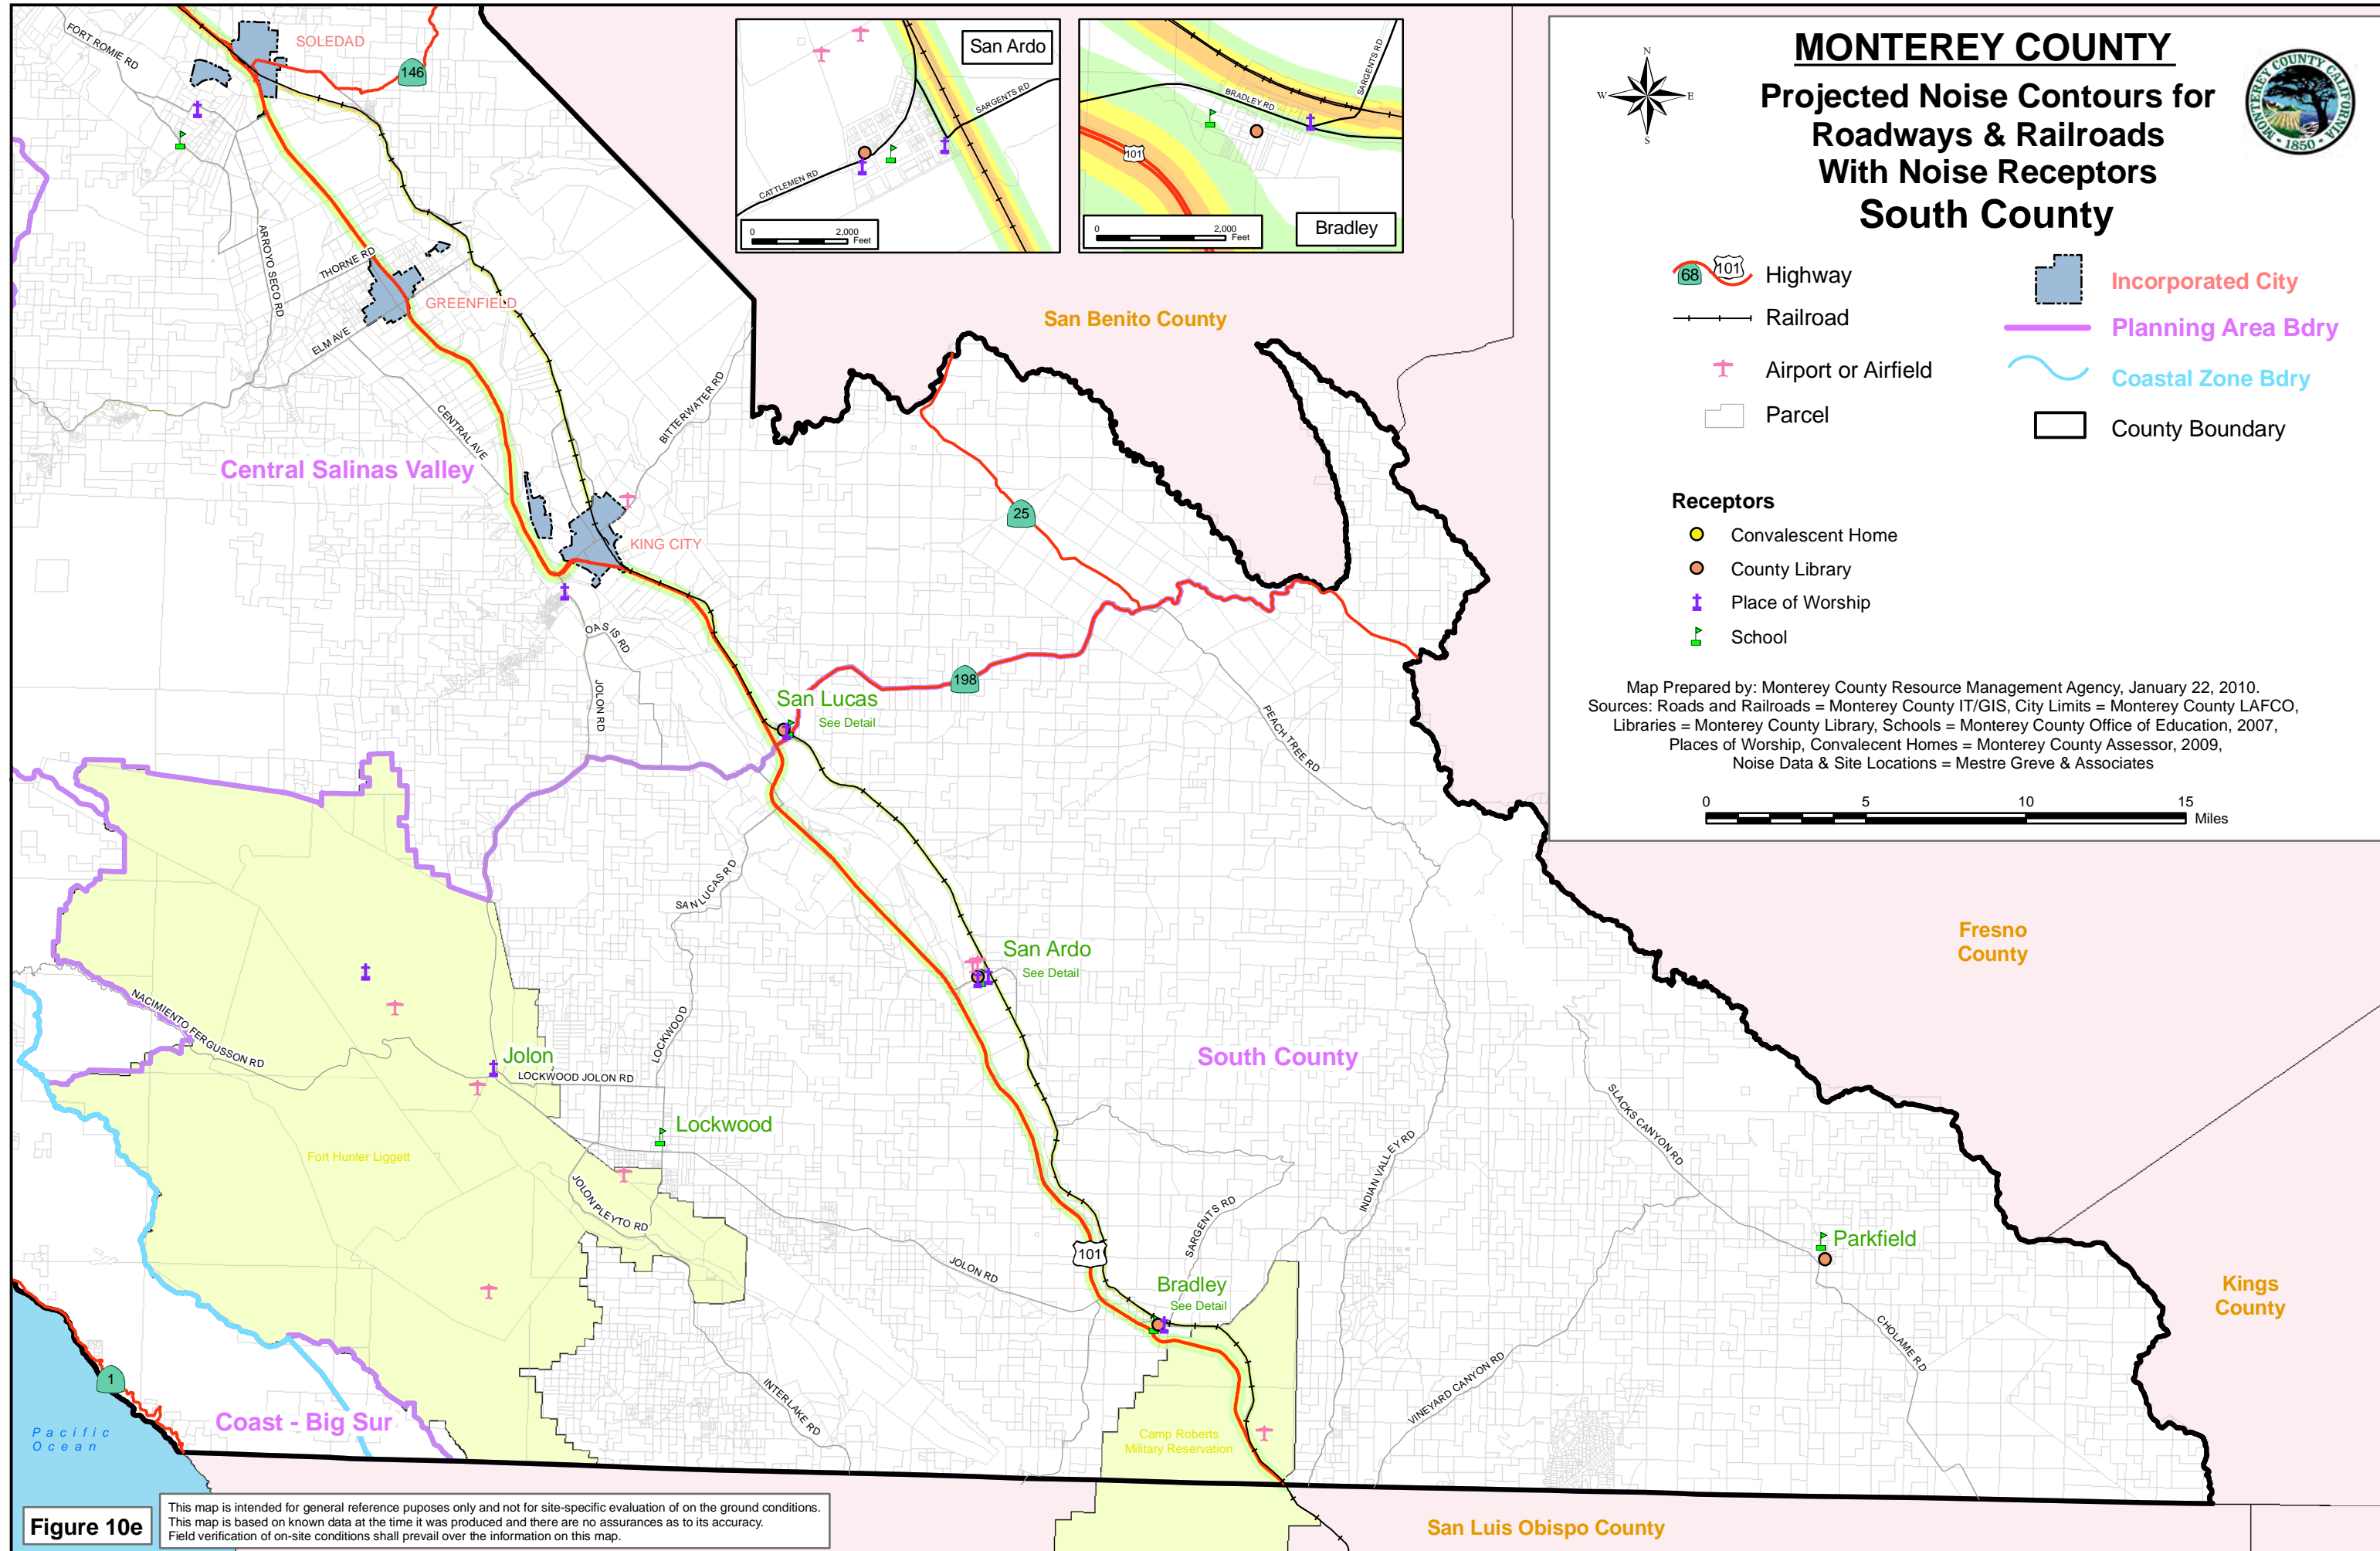 MONTEREY COUNTY
Projected Noise Contours for
Roadways & Railroads
With Noise Receptors
South County
MONTEREY COUNTY CALIFORNIA
· 1850 ·
N
W
E
S
68
101
Highway
Railroad
Airport or Airfield
Parcel
Incorporated City
Planning Area Bdry
Coastal Zone Bdry
County Boundary
Receptors
Convalescent Home
County Library
Place of Worship
School
Map Prepared by: Monterey County Resource Management Agency, January 22, 2010.
Sources: Roads and Railroads = Monterey County IT/GIS, City Limits = Monterey County LAFCO,
Libraries = Monterey County Library, Schools = Monterey County Office of Education, 2007,
Places of Worship, Convalecent Homes = Monterey County Assessor, 2009,
Noise Data & Site Locations = Mestre Greve & Associates
0 5 10 15
Miles
San Ardo
SARGENTS RD
CATTLEMEN RD
0 2,000
Feet
SARGENTS RD
BRADLEY RD
101
0 2,000
Feet
Bradley
FORT ROMIE RD
SOLEDAD
146
ARROYO SECO RD
THORNE RD
GREENFIELD
ELM AVE
CENTRAL AVE
BITTERWATER RD
San Benito County
Central Salinas Valley
25
KING CITY
OASIS RD
JOLON RD
198
San Lucas
See Detail
PEACH TREE RD
SAN LUCAS RD
San Ardo
See Detail
Fresno
County
NACIMIENTO FERGUSSON RD
LOCKWOOD
Jolon
LOCKWOOD JOLON RD
South County
Lockwood
SLACKS CANYON RD
Fort Hunter Liggett
INDIAN VALLEY RD
JOLON PLEYTO RD
SARGENTS RD
101
Parkfield
JOLON RD
Bradley
See Detail
Kings
County
CHOLAME RD
1
INTERLAKE RD
VINEYARD CANYON RD
Coast - Big Sur
Pacific
Ocean
Camp Roberts
Military Reservation
San Luis Obispo County
Figure 10e
This map is intended for general reference puposes only and not for site-specific evaluation of on the ground conditions.
This map is based on known data at the time it was produced and there are no assurances as to its accuracy.
Field verification of on-site conditions shall prevail over the information on this map.